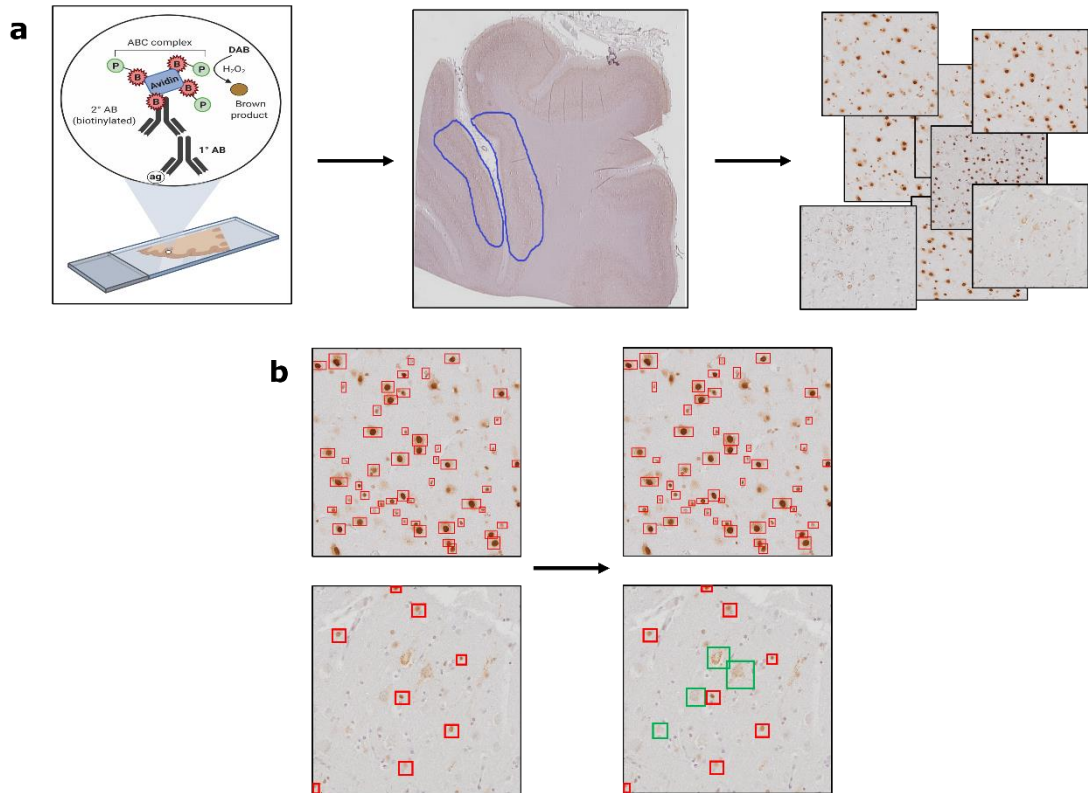 a
ABC complex
DAB
P
B
B
P
H₂O₂
Avidin
B
B
P
Brown
product
2° AB
(biotinylated)
1° AB
ag
b